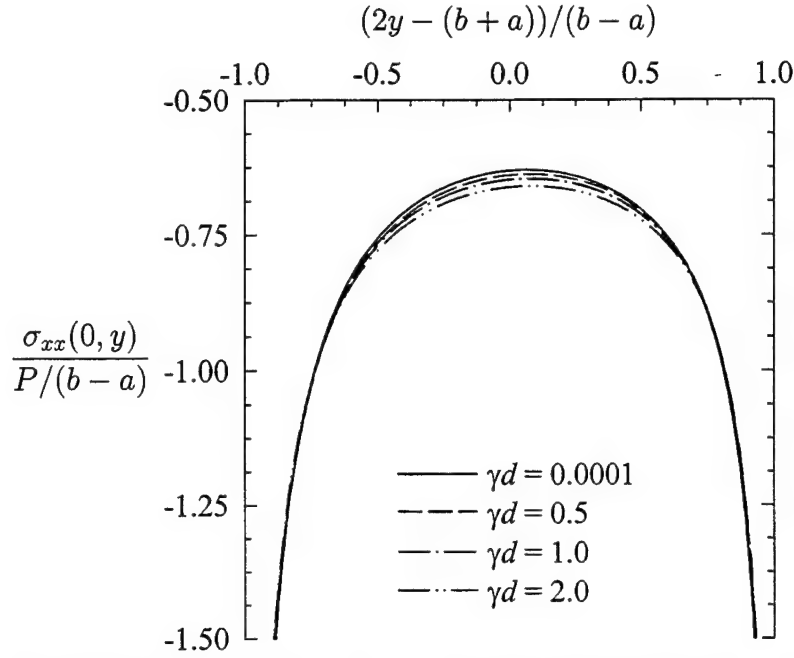 (2y − (b + a))/(b − a)
-1.0 -0.5 0.0 0.5 1.0
-0.50
-0.75
σxx(0, y)
P/(b − a)
-1.00
-1.25
-1.50
γd = 0.0001
γd = 0.5
γd = 1.0
γd = 2.0